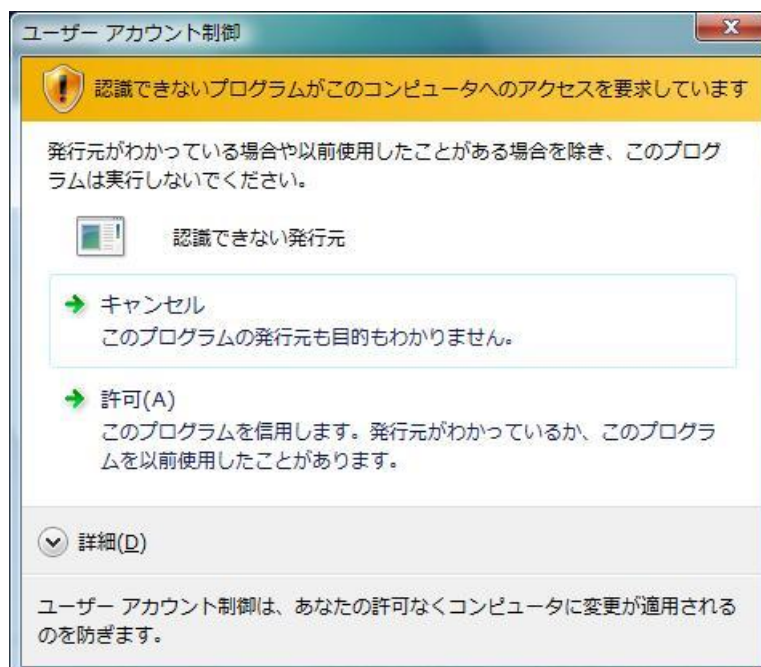 ユーザー アカウント制御
認識できないプログラムがこのコンピュータへのアクセスを要求しています
発行元がわかっている場合や以前使用したことがある場合を除き、このプログ
ラムは実行しないでください。
認識できない発行元
キャンセル
このプログラムの発行元も目的もわかりません。
許可(A)
このプログラムを信用します。発行元がわかっているか、このプログラ
ムを以前使用したことがあります。
詳細(D)
ユーザー アカウント制御は、あなたの許可なくコンピュータに変更が適用される
のを防ぎます。